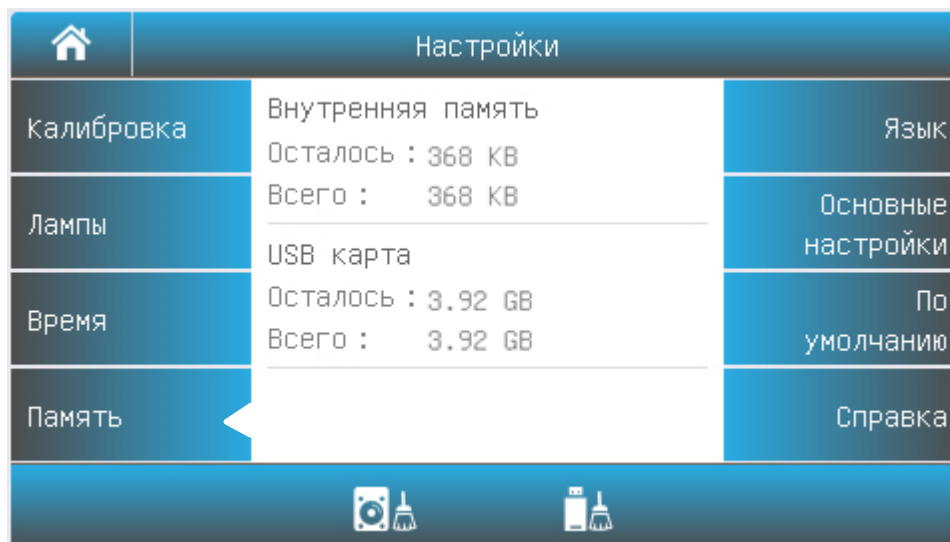 Настройки
Калибровка
Лампы
Время
Память
Внутренняя память
Осталось : 368 KB
Всего : 368 KB
USB карта
Осталось : 3.92 GB
Всего : 3.92 GB
Язык
Основные
настройки
По
умолчанию
Справка